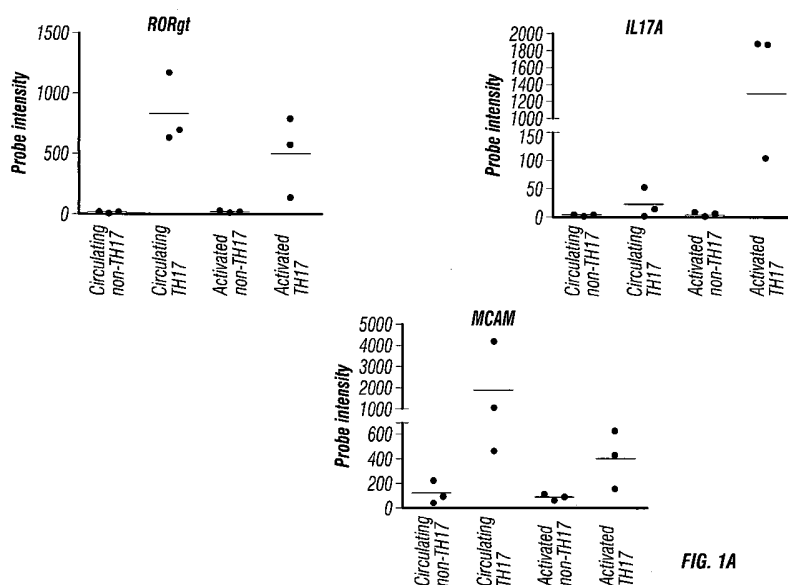 RORgt
Probe intensity
1500
1000
500
0
Circulating
non-TH17
Circulating
TH17
Activated
non-TH17
Activated
TH17
IL17A
Probe intensity
2000
1800
1600
1400
1200
1000
150
100
50
0
Circulating
non-TH17
Circulating
TH17
Activated
non-TH17
Activated
TH17
MCAM
Probe intensity
5000
4000
3000
2000
1000
600
400
200
0
Circulating
non-TH17
Circulating
TH17
Activated
non-TH17
Activated
TH17
FIG. 1A